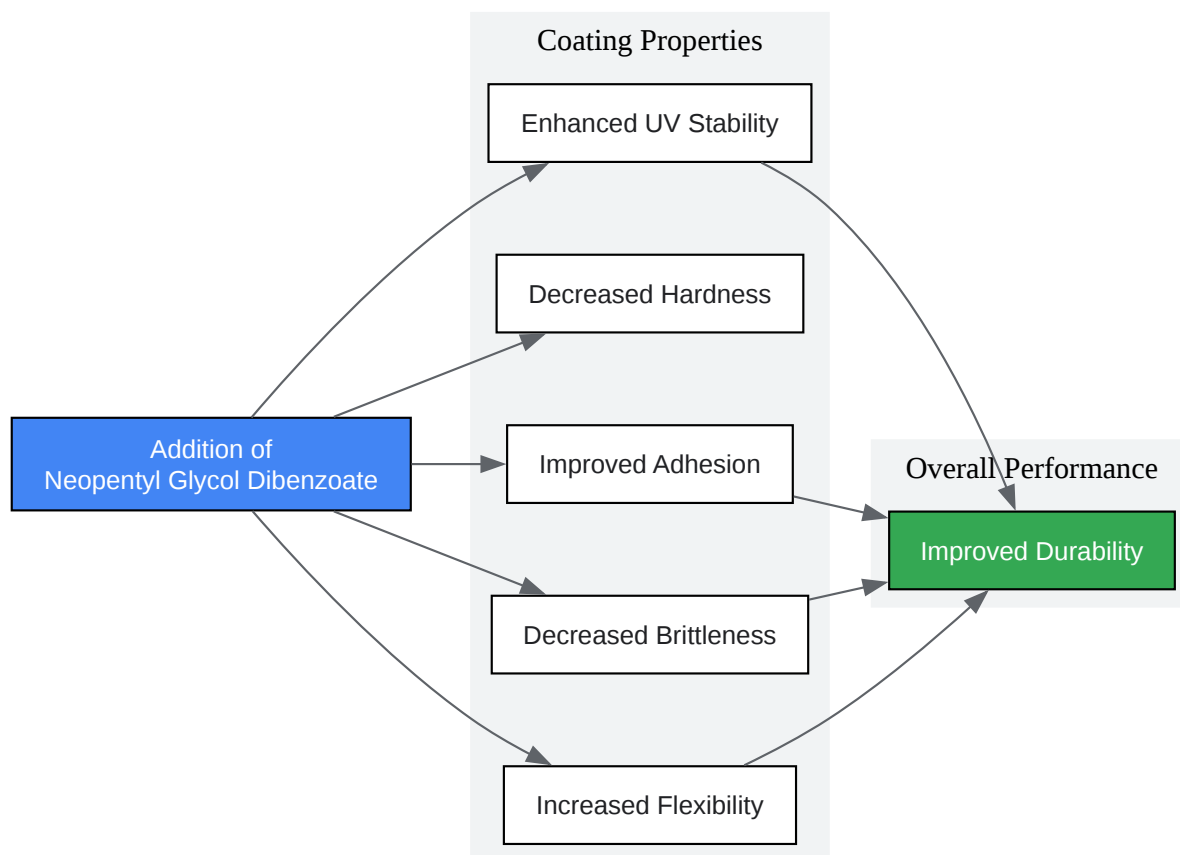 Coating Properties
Enhanced UV Stability
Decreased Hardness
Addition of
Neopentyl Glycol Dibenzoate
Improved Adhesion
Overall Performance
Improved Durability
Decreased Brittleness
Increased Flexibility